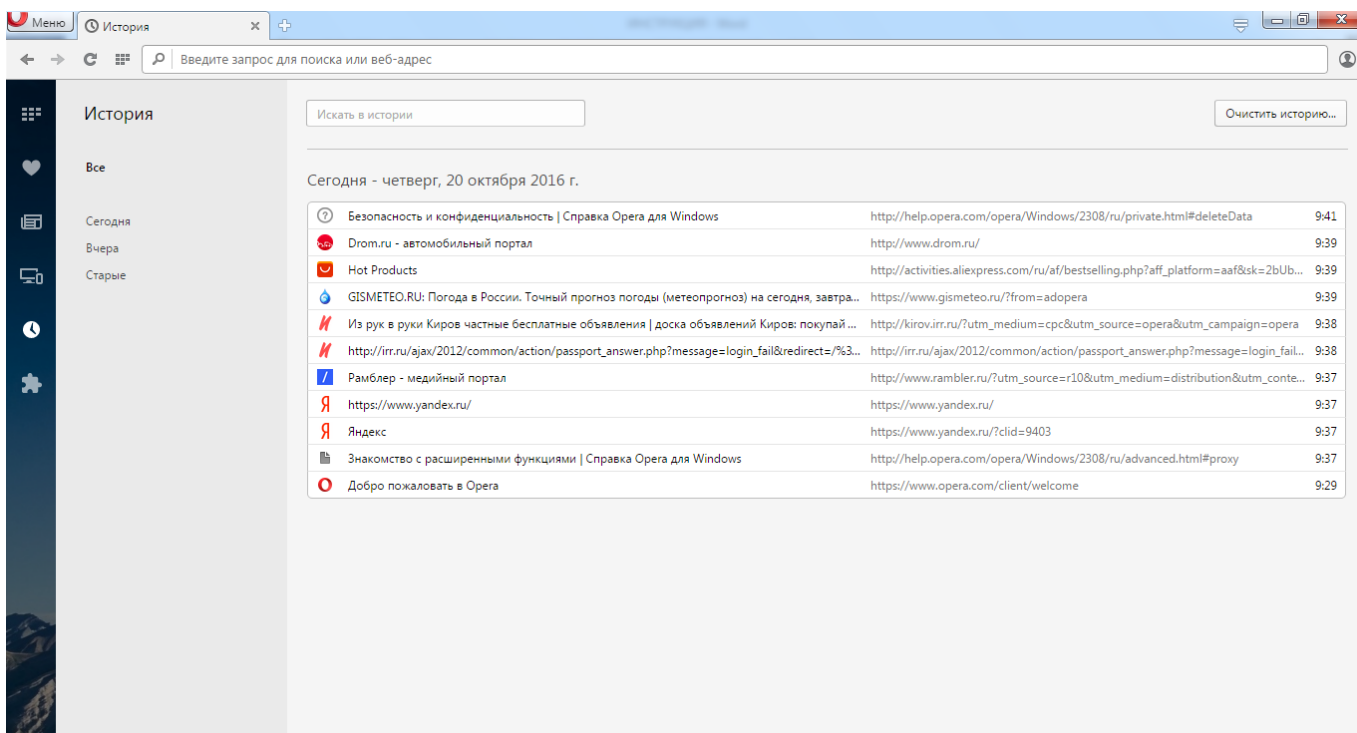 Меню
История
Введите запрос для поиска или веб-адрес
История
Все
Сегодня
Вчера
Старые
Искать в истории
Очистить историю...
Сегодня - четверг, 20 октября 2016 г.
Безопасность и конфиденциальность | Справка Opera для Windows http://help.opera.com/opera/Windows/2308/ru/private.html#deleteData 9:41
Drom.ru - автомобильный портал http://www.drom.ru/ 9:39
Hot Products http://activities.aliexpress.com/ru/af/bestselling.php?aff_platform=aaf&sk=2bUb... 9:39
GISMETEO.RU: Погода в России. Точный прогноз погоды (метеопрогноз) на сегодня, завтра... https://www.gismeteo.ru/?from=adopera 9:39
Из рук в руки Киров частные бесплатные объявления | доска объявлений Киров: покупай ... http://kirov.irr.ru/?utm_medium=cpc&utm_source=opera&utm_campaign=opera 9:38
http://irr.ru/ajax/2012/common/action/passport_answer.php?message=login_fail&redirect=/%3... http://irr.ru/ajax/2012/common/action/passport_answer.php?message=login_fail... 9:38
Рамблер - медийный портал http://www.rambler.ru/?utm_source=r10&utm_medium=distribution&utm_conte... 9:37
https://www.yandex.ru/ https://www.yandex.ru/ 9:37
Яндекс https://www.yandex.ru/?clid=9403 9:37
Знакомство с расширенными функциями | Справка Opera для Windows http://help.opera.com/opera/Windows/2308/ru/advanced.html#proxy 9:37
Добро пожаловать в Opera https://www.opera.com/client/welcome 9:29